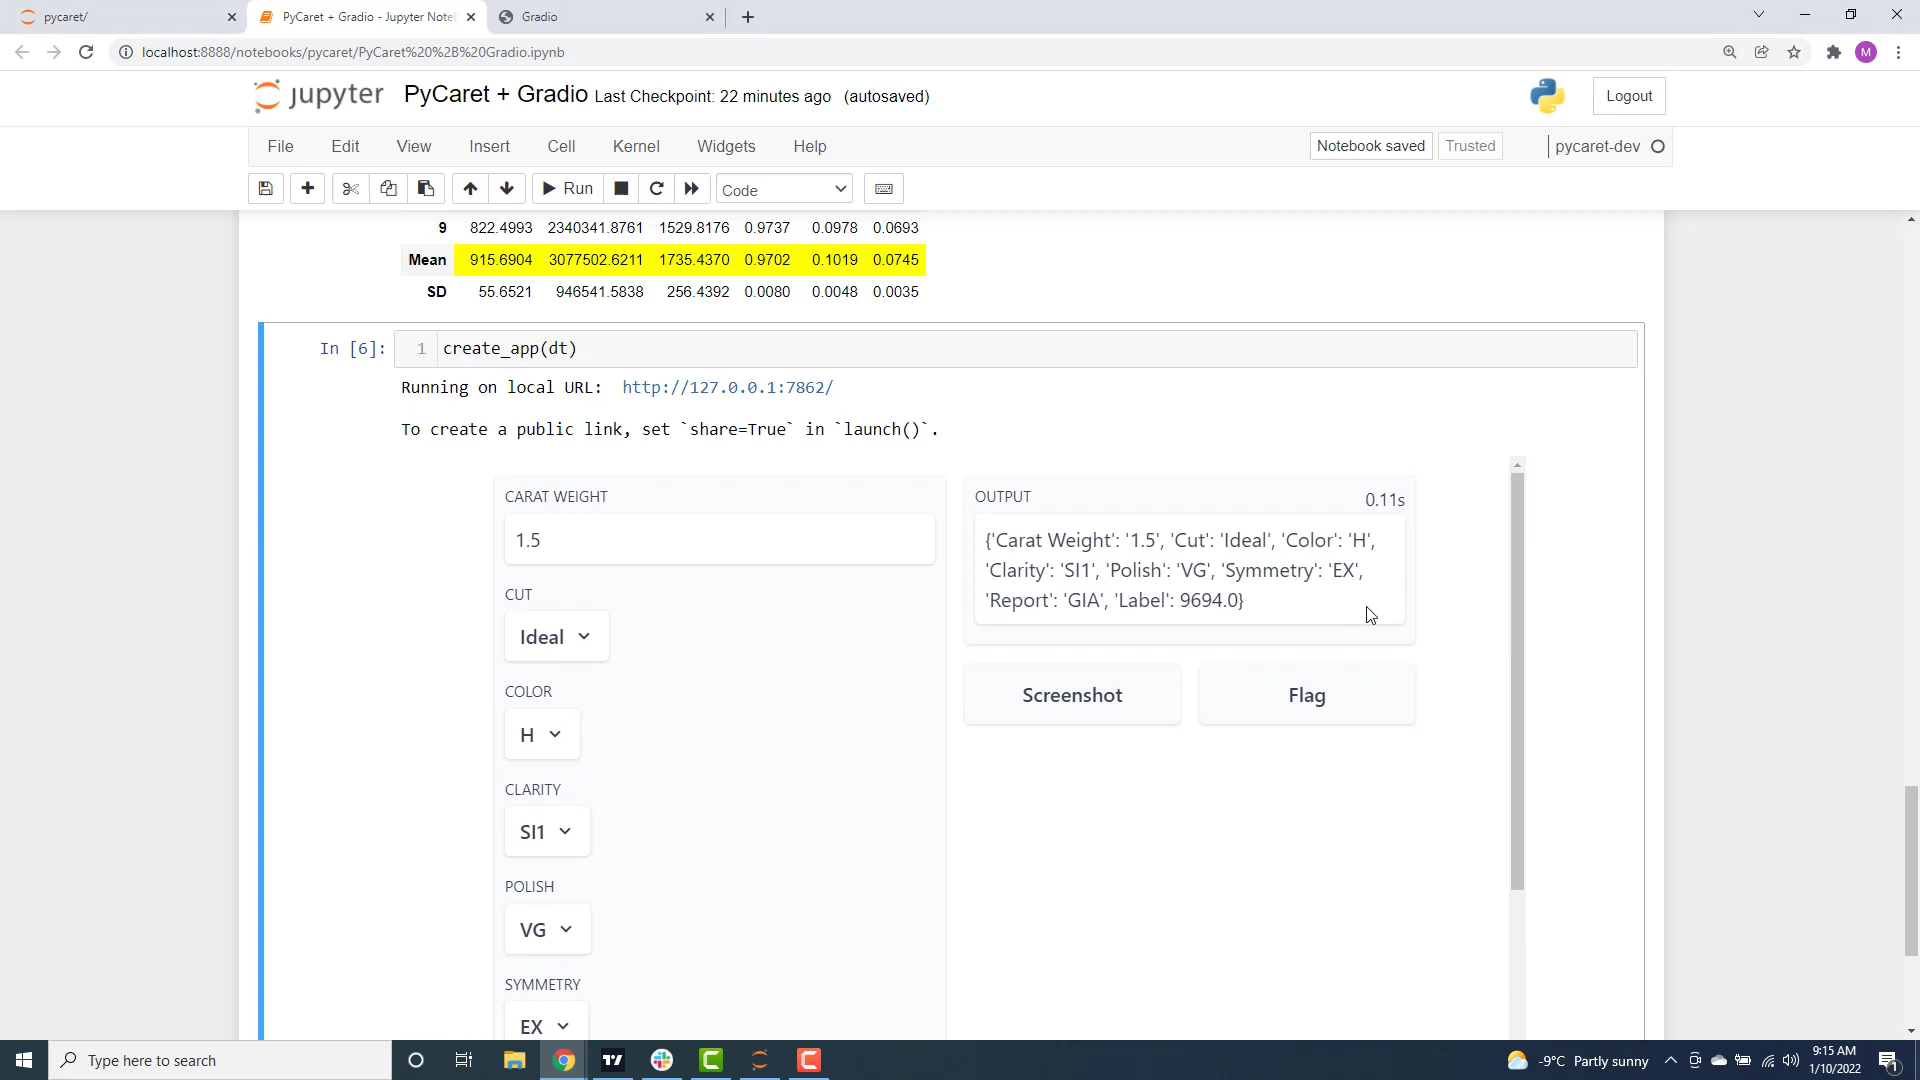 pycaret/
PyCaret + Gradio - Jupyter Noteb
Gradio
localhost:8888/notebooks/pycaret/PyCaret%20%2B%20Gradio.ipynb
M
jupyter PyCaret + Gradio Last Checkpoint: 22 minutes ago (autosaved)
Logout
File Edit View Insert Cell Kernel Widgets Help
Notebook saved Trusted pycaret-dev
Run Code
9 822.4993 2340341.8761 1529.8176 0.9737 0.0978 0.0693
Mean 915.6904 3077502.6211 1735.4370 0.9702 0.1019 0.0745
SD 55.6521 946541.5838 256.4392 0.0080 0.0048 0.0035
In [6]: 1 create_app(dt)
Running on local URL: http://127.0.0.1:7862/
To create a public link, set `share=True` in `launch()`.
CARAT WEIGHT
1.5
CUT
Ideal
COLOR
H
CLARITY
SI1
POLISH
VG
SYMMETRY
EX
OUTPUT 0.11s
{'Carat Weight': '1.5', 'Cut': 'Ideal', 'Color': 'H',
'Clarity': 'SI1', 'Polish': 'VG', 'Symmetry': 'EX',
'Report': 'GIA', 'Label': 9694.0}
Screenshot Flag
Type here to search
-9°C Partly sunny
9:15 AM
1/10/2022
1